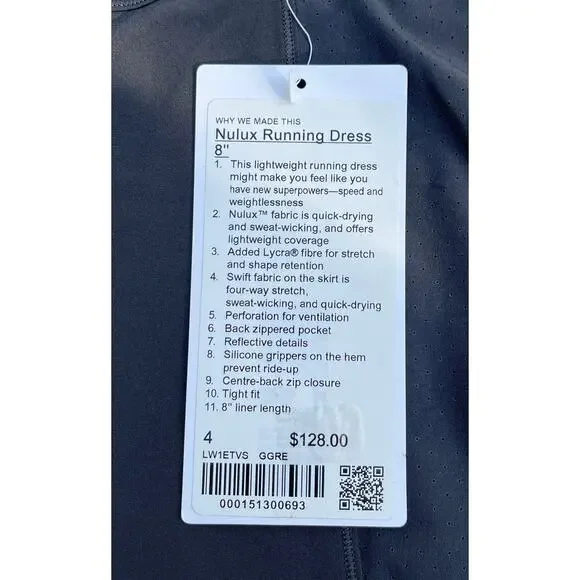 WHY WE MADE THIS
Nulux Running Dress
8"
1. This lightweight running dress
might make you feel like you
have new superpowers—speed and
weightlessness
2. Nulux™ fabric is quick-drying
and sweat-wicking, and offers
lightweight coverage
3. Added Lycra® fibre for stretch
and shape retention
4. Swift fabric on the skirt is
four-way stretch,
sweat-wicking, and quick-drying
5. Perforation for ventilation
6. Back zippered pocket
7. Reflective details
8. Silicone grippers on the hem
prevent ride-up
9. Centre-back zip closure
10. Tight fit
11. 8" liner length
4 $128.00
LW1ETVS GGRE
000151300693